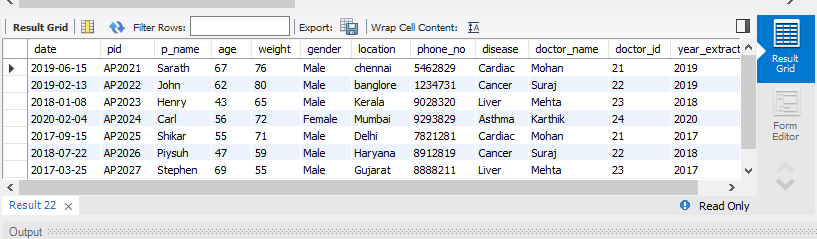 Result Grid Filter Rows: Export: Wrap Cell Content:
date pid p_name age weight gender location phone_no disease doctor_name doctor_id year_extract
2019-06-15 AP2021 Sarath 67 76 Male chennai 5462829 Cardiac Mohan 21 2019
2019-02-13 AP2022 John 62 80 Male banglore 1234731 Cancer Suraj 22 2019
2018-01-08 AP2023 Henry 43 65 Male Kerala 9028320 Liver Mehta 23 2018
2020-02-04 AP2024 Carl 56 72 Female Mumbai 9293829 Asthma Karthik 24 2020
2017-09-15 AP2025 Shikar 55 71 Male Delhi 7821281 Cardiac Mohan 21 2017
2018-07-22 AP2026 Piysuh 47 59 Male Haryana 8912819 Cancer Suraj 22 2018
2017-03-25 AP2027 Stephen 69 55 Male Gujarat 8888211 Liver Mehta 23 2017
Result
Grid
Form
Editor
Result 22 Read Only
Output